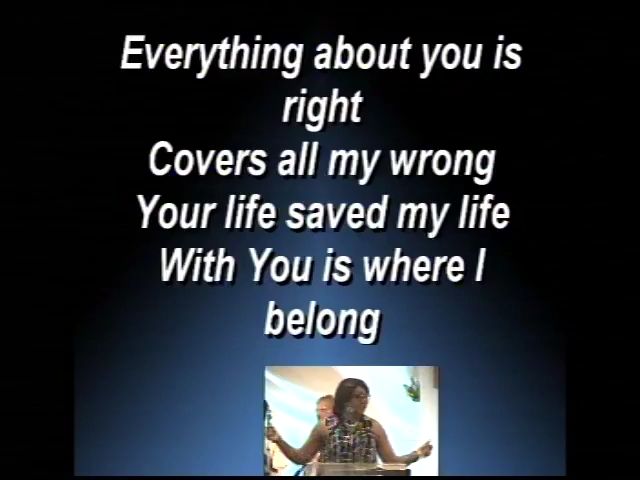 Everything about you is
right
Covers all my wrong
Your life saved my life
With You is where I
belong